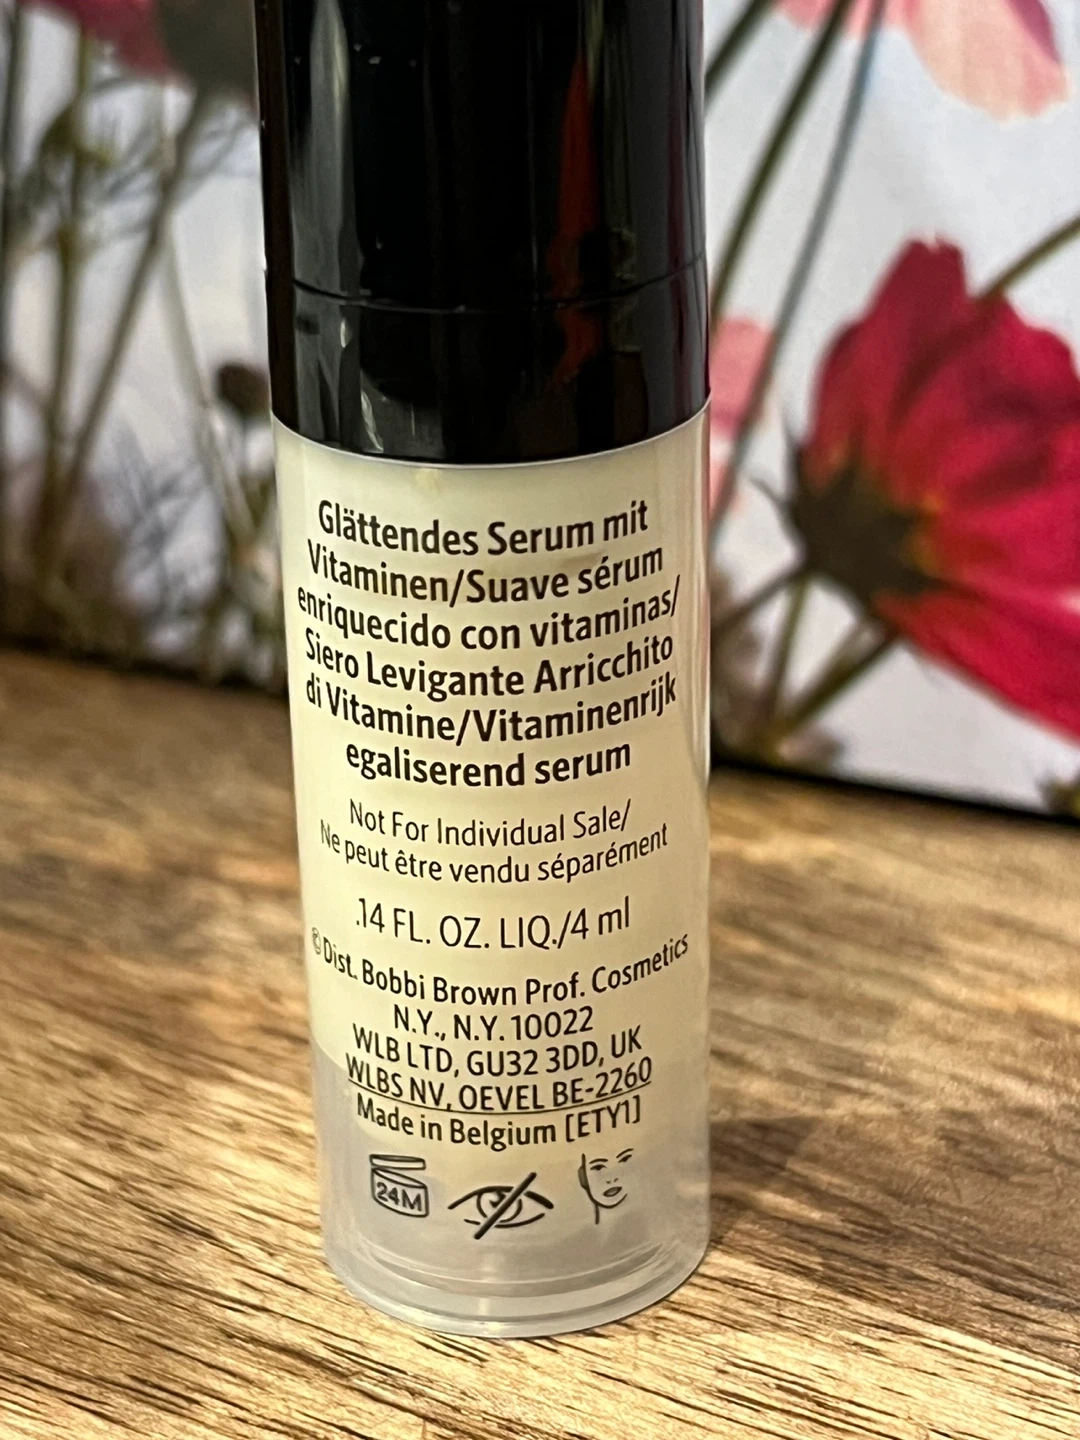 Glättendes Serum mit
Vitaminen/Suave sérum
enriquecido con vitaminas/
Siero Levigante Arricchito
di Vitamine/Vitaminenrijk
egaliserend serum
Not For Individual Sale/
Ne peut être vendu séparément
.14 FL. OZ. LIQ./4 ml
©Dist. Bobbi Brown Prof. Cosmetics
N.Y., N.Y. 10022
WLB LTD, GU32 3DD, UK
WLBS NV, OEVEL BE-2260
Made in Belgium [ETY1]
24M